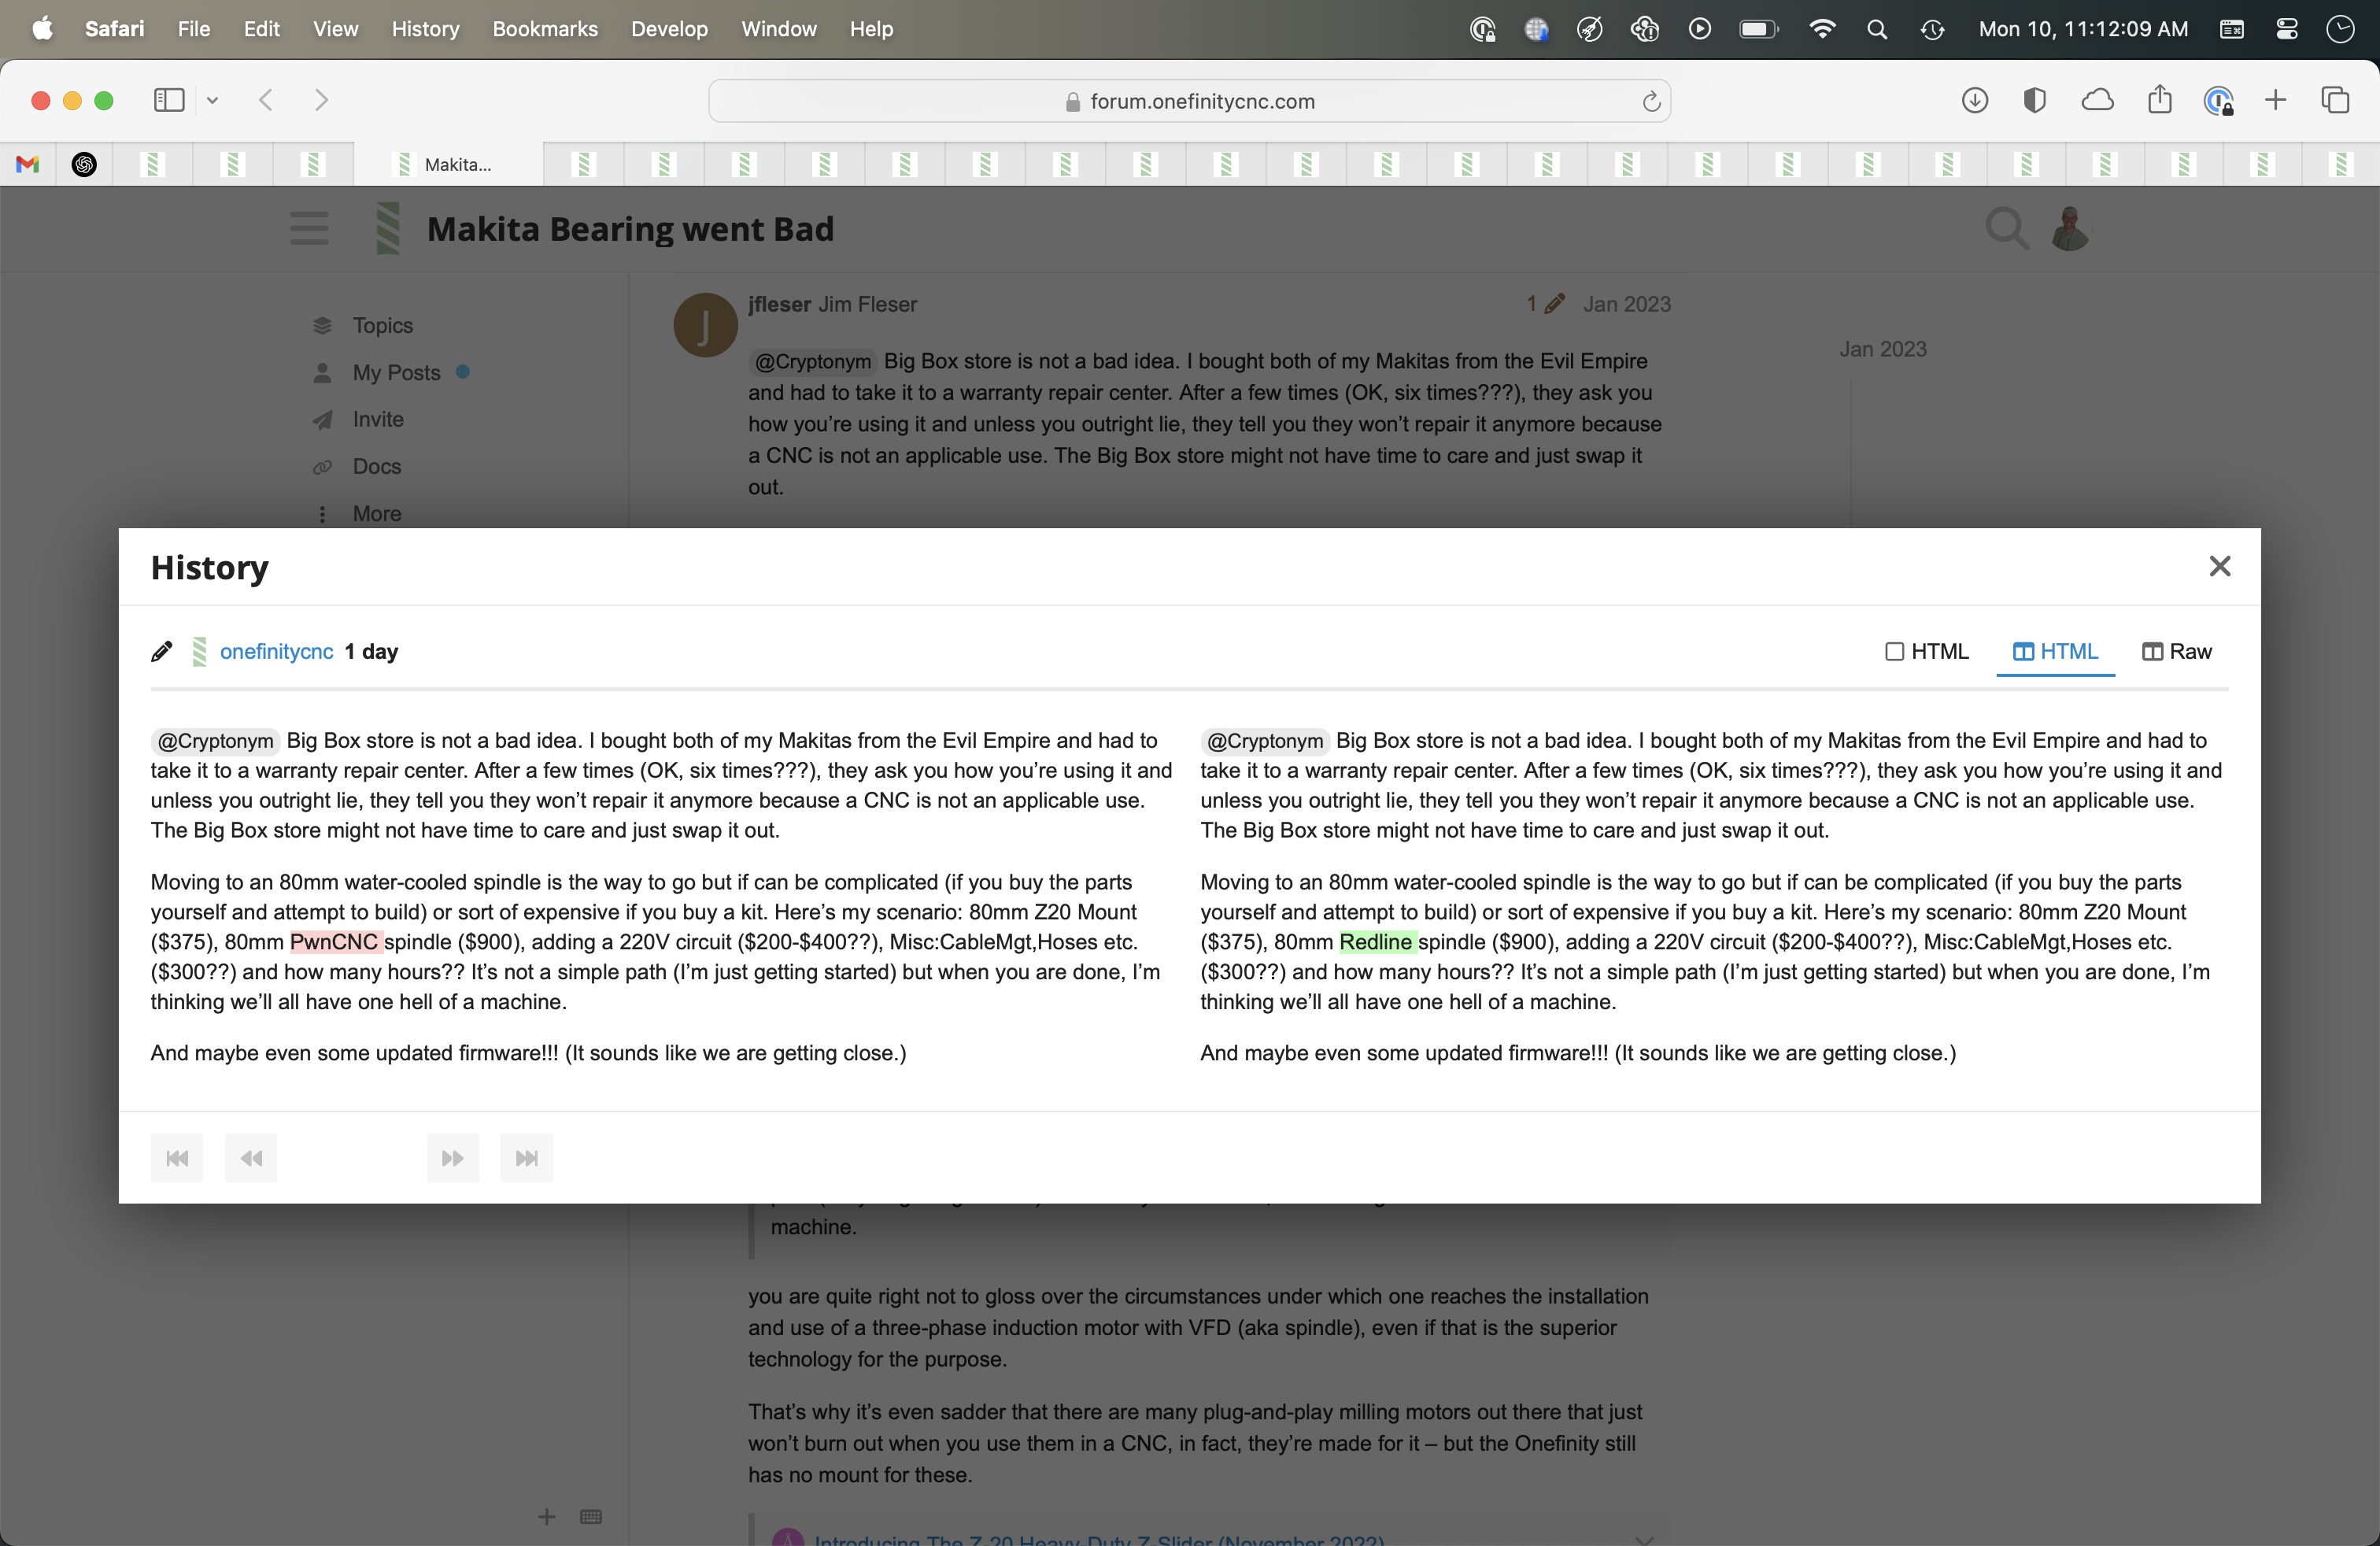 Safari File Edit View History Bookmarks Develop Window Help Mon 10, 11:12:09 AM
forum.onefinitycnc.com
Makita...
Makita Bearing went Bad
Topics
My Posts
Invite
Docs
More
J
jfleser Jim Fleser 1 Jan 2023
@Cryptonym Big Box store is not a bad idea. I bought both of my Makitas from the Evil Empire
and had to take it to a warranty repair center. After a few times (OK, six times???), they ask you
how you’re using it and unless you outright lie, they tell you they won’t repair it anymore because
a CNC is not an applicable use. The Big Box store might not have time to care and just swap it
out.
Jan 2023
History
onefinitycnc 1 day
HTML HTML Raw
@Cryptonym Big Box store is not a bad idea. I bought both of my Makitas from the Evil Empire and had to
take it to a warranty repair center. After a few times (OK, six times???), they ask you how you’re using it and
unless you outright lie, they tell you they won’t repair it anymore because a CNC is not an applicable use.
The Big Box store might not have time to care and just swap it out.
Moving to an 80mm water-cooled spindle is the way to go but if can be complicated (if you buy the parts
yourself and attempt to build) or sort of expensive if you buy a kit. Here’s my scenario: 80mm Z20 Mount
($375), 80mm PwnCNC spindle ($900), adding a 220V circuit ($200-$400??), Misc:CableMgt,Hoses etc.
($300??) and how many hours?? It’s not a simple path (I’m just getting started) but when you are done, I’m
thinking we’ll all have one hell of a machine.
And maybe even some updated firmware!!! (It sounds like we are getting close.)
@Cryptonym Big Box store is not a bad idea. I bought both of my Makitas from the Evil Empire and had to
take it to a warranty repair center. After a few times (OK, six times???), they ask you how you’re using it and
unless you outright lie, they tell you they won’t repair it anymore because a CNC is not an applicable use.
The Big Box store might not have time to care and just swap it out.
Moving to an 80mm water-cooled spindle is the way to go but if can be complicated (if you buy the parts
yourself and attempt to build) or sort of expensive if you buy a kit. Here’s my scenario: 80mm Z20 Mount
($375), 80mm Redline spindle ($900), adding a 220V circuit ($200-$400??), Misc:CableMgt,Hoses etc.
($300??) and how many hours?? It’s not a simple path (I’m just getting started) but when you are done, I’m
thinking we’ll all have one hell of a machine.
And maybe even some updated firmware!!! (It sounds like we are getting close.)
machine.
you are quite right not to gloss over the circumstances under which one reaches the installation
and use of a three-phase induction motor with VFD (aka spindle), even if that is the superior
technology for the purpose.
That’s why it’s even sadder that there are many plug-and-play milling motors out there that just
won’t burn out when you use them in a CNC, in fact, they’re made for it – but the Onefinity still
has no mount for these.
Introducing The Z-20 Heavy-Duty Z-Slider (November 2022)